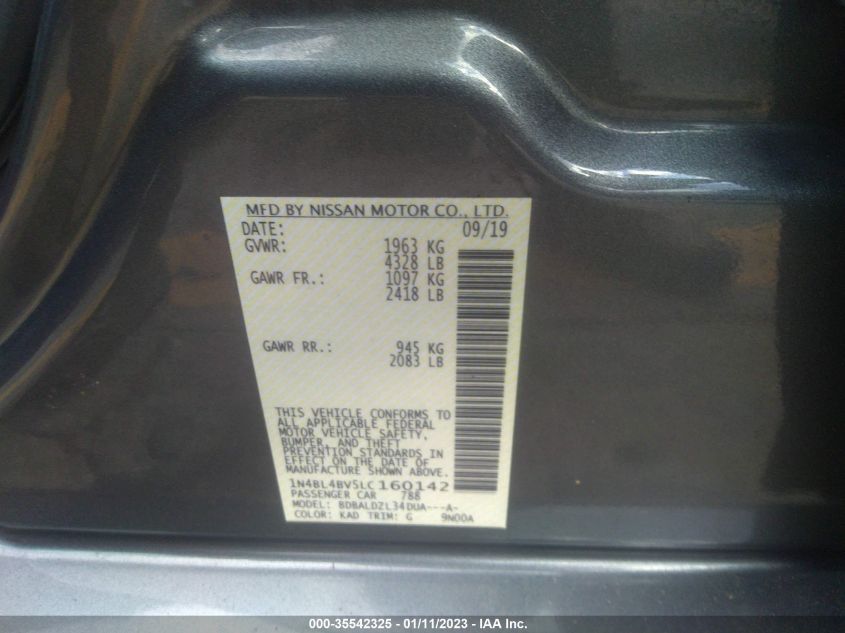 MFD BY NISSAN MOTOR CO., LTD.
DATE: 09/19
GVWR: 1963 KG
4328 LB
GAWR FR.: 1097 KG
2418 LB
GAWR RR.: 945 KG
2083 LB
THIS VEHICLE CONFORMS TO
ALL APPLICABLE FEDERAL
MOTOR VEHICLE SAFETY,
BUMPER, AND THEFT
PREVENTION STANDARDS IN
EFFECT ON THE DATE OF
MANUFACTURE SHOWN ABOVE.
1N4BL4BV5LC160142
PASSENGER CAR 788
MODEL: BDBALDZL34DUA---A-
COLOR: KAD TRIM: G 9N00A
000-35542325 - 01/11/2023 - IAA Inc.